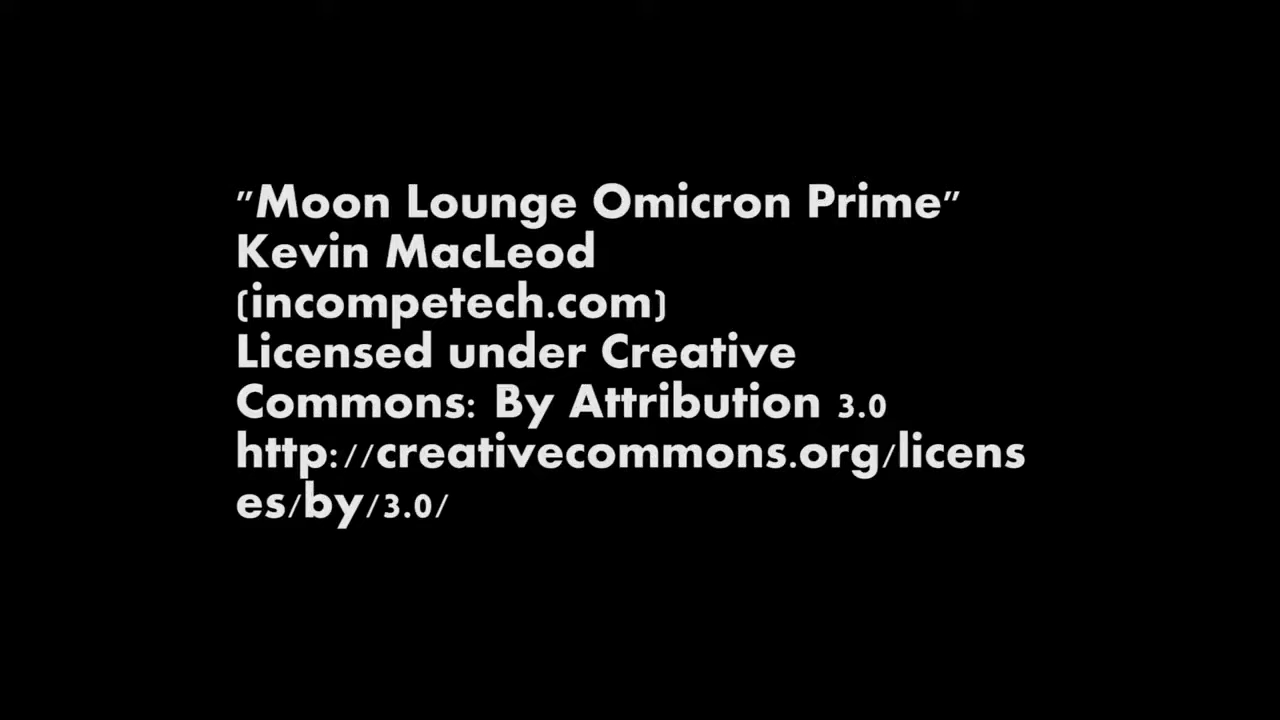 "Moon Lounge Omicron Prime"
Kevin MacLeod
(incompetech.com)
Licensed under Creative
Commons: By Attribution 3.0
http://creativecommons.org/licens
es/by/3.0/